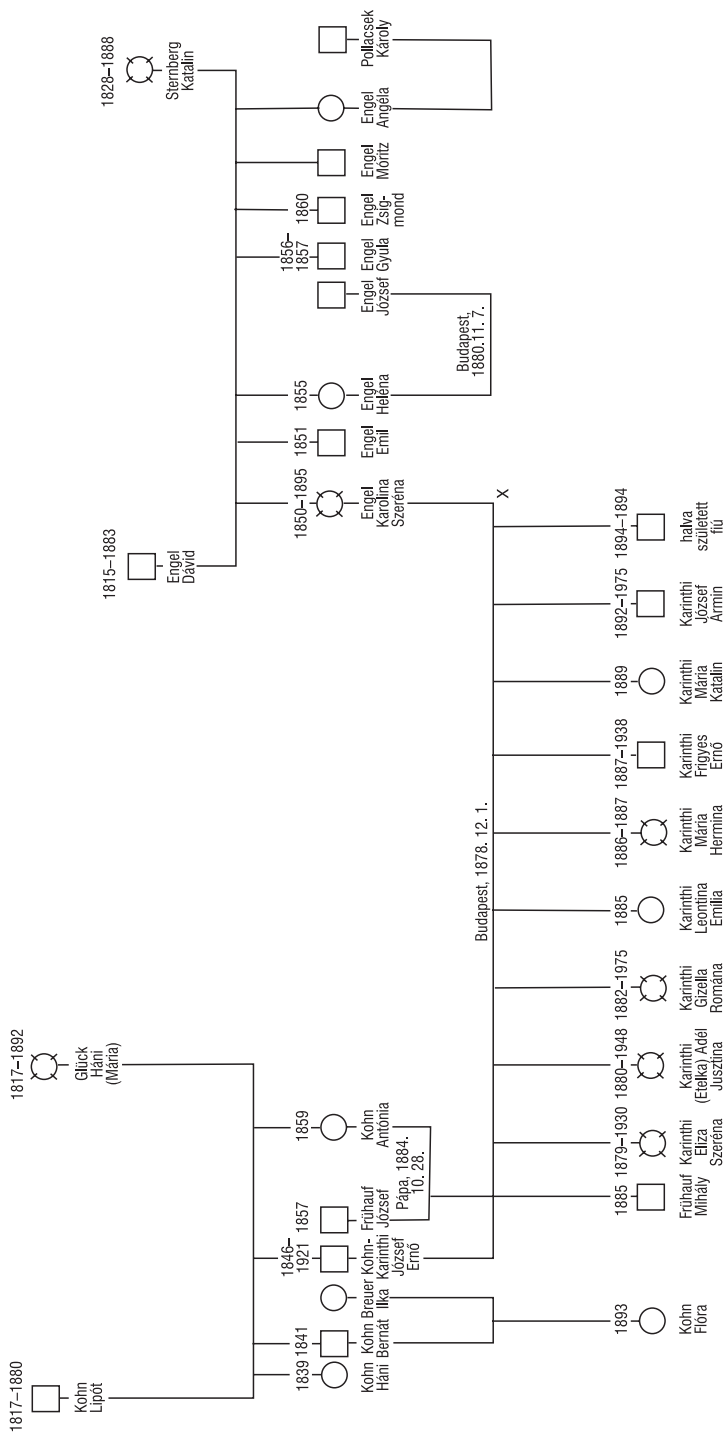 1817–1880
Kohn
Lipót
1817–1892
Glück
Háni
(Mária)
1815–1883
Engel
Dávid
1828–1888
Sternberg
Katalin
1839
Kohn
Háni
1841
Kohn
Bernát
Breuer
Ilka
1846–
1921
Kohn-
Karinthi
József
Ernő
1857
Frühauf
József
1859
Kohn
Antónia
Pápa, 1884.
10. 28.
1850–1895
Engel
Karolina
Szeréna
1851
Engel
Emil
1855
Engel
Heléna
Engel
József
Budapest,
1880.11. 7.
1856–
1857
Engel
Gyula
1860
Engel
Zsig-
mond
Engel
Móritz
Engel
Angéla
Pollacsek
Károly
Budapest, 1878. 12. 1.
X
1893
Kohn
Flóra
1885
Frühauf
Mihály
1879–1930
Karinthi
Eliza
Szeréna
1880–1948
Karinthi
(Etelka) Adél
Jusztina
1882–1975
Karinthi
Gizella
Romána
1885
Karinthi
Leontina
Emília
1886–1887
Karinthi
Mária
Hermina
1887–1938
Karinthi
Frigyes
Ernő
1889
Karinthi
Mária
Katalin
1892–1975
Karinthi
József
Ármin
1894–1894
halva
született
fiú